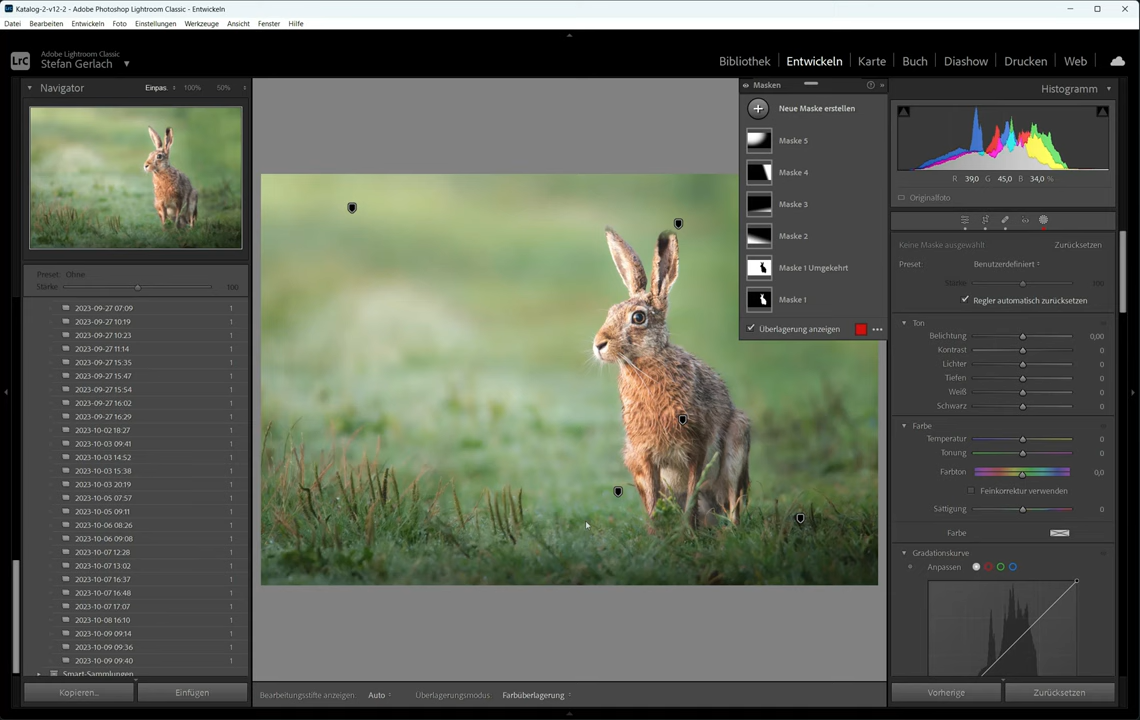 Katalog-2-v12-2 - Adobe Photoshop Lightroom Classic - Entwickeln
Datei Bearbeiten Entwickeln Foto Einstellungen Werkzeuge Ansicht Fenster Hilfe
LrC
Adobe Lightroom Classic
Stefan Gerlach
Bibliothek Entwickeln Karte Buch Diashow Drucken Web
Navigator Einpas. 100% 50%
Preset: Ohne
Stärke 100
2023-09-27 07:09 1
2023-09-27 10:19 1
2023-09-27 10:23 1
2023-09-27 11:14 1
2023-09-27 15:35 1
2023-09-27 15:47 1
2023-09-27 15:54 1
2023-09-27 16:02 1
2023-09-27 16:29 1
2023-10-02 18:27 1
2023-10-03 09:41 1
2023-10-03 14:52 1
2023-10-03 15:38 1
2023-10-03 20:19 1
2023-10-05 07:57 1
2023-10-05 09:11 1
2023-10-06 08:26 1
2023-10-06 09:08 1
2023-10-07 12:28 1
2023-10-07 13:02 1
2023-10-07 16:37 1
2023-10-07 16:48 1
2023-10-07 17:07 1
2023-10-08 16:10 1
2023-10-09 09:14 1
2023-10-09 09:36 1
2023-10-09 09:40 1
Smart-Sammlungen
Kopieren... Einfügen
Masken
Neue Maske erstellen
Maske 5
Maske 4
Maske 3
Maske 2
Maske 1 Umgekehrt
Maske 1
Überlagerung anzeigen
Bearbeitungsstifte anzeigen: Auto Überlagerungsmodus: Farbüberlagerung
Histogramm
R 39,0 G 45,0 B 34,0 %
Originalfoto
Keine Maske ausgewählt Zurücksetzen
Preset Benutzerdefiniert
Stärke 100
Regler automatisch zurücksetzen
Ton
Belichtung 0,00
Kontrast 0
Lichter 0
Tiefen 0
Weiß 0
Schwarz 0
Farbe
Temperatur 0
Tonung 0
Farbton 0,0
Feinkorrektur verwenden
Sättigung 0
Farbe
Gradationskurve
Anpassen
Vorherige Zurücksetzen